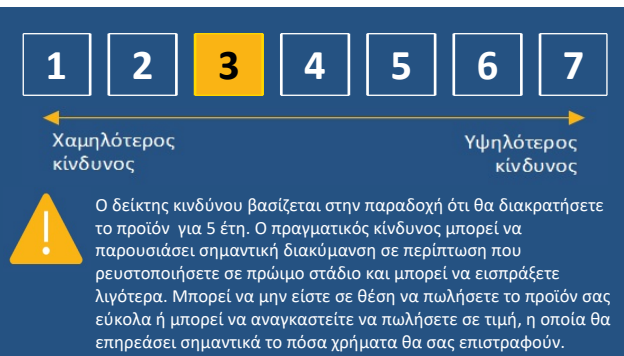 1 2 3 4 5 6 7
Χαμηλότερος Υψηλότερος
κίνδυνος κίνδυνος
Ο δείκτης κινδύνου βασίζεται στην παραδοχή ότι θα διακρατήσετε
το προϊόν για 5 έτη. Ο πραγματικός κίνδυνος μπορεί να
παρουσιάσει σημαντική διακύμανση σε περίπτωση που
ρευστοποιήσετε σε πρώιμο στάδιο και μπορεί να εισπράξετε
λιγότερα. Μπορεί να μην είστε σε θέση να πωλήσετε το προϊόν σας
εύκολα ή μπορεί να αναγκαστείτε να πωλήσετε σε τιμή, η οποία θα
επηρεάσει σημαντικά το πόσα χρήματα θα σας επιστραφούν.